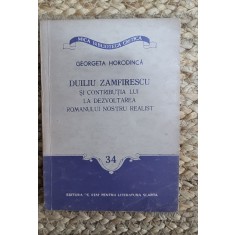 MICA BIBLIOTECĂ CRITICĂ
GEORGETA HORODINCĂ
DUILIU ZAMFIRESCU
ȘI CONTRIBUȚIA LUI
LA DEZVOLTAREA
ROMANULUI NOSTRU REALIST
34
EDITURA DE STAT PENTRU LITERATURĂ ȘI ARTĂ